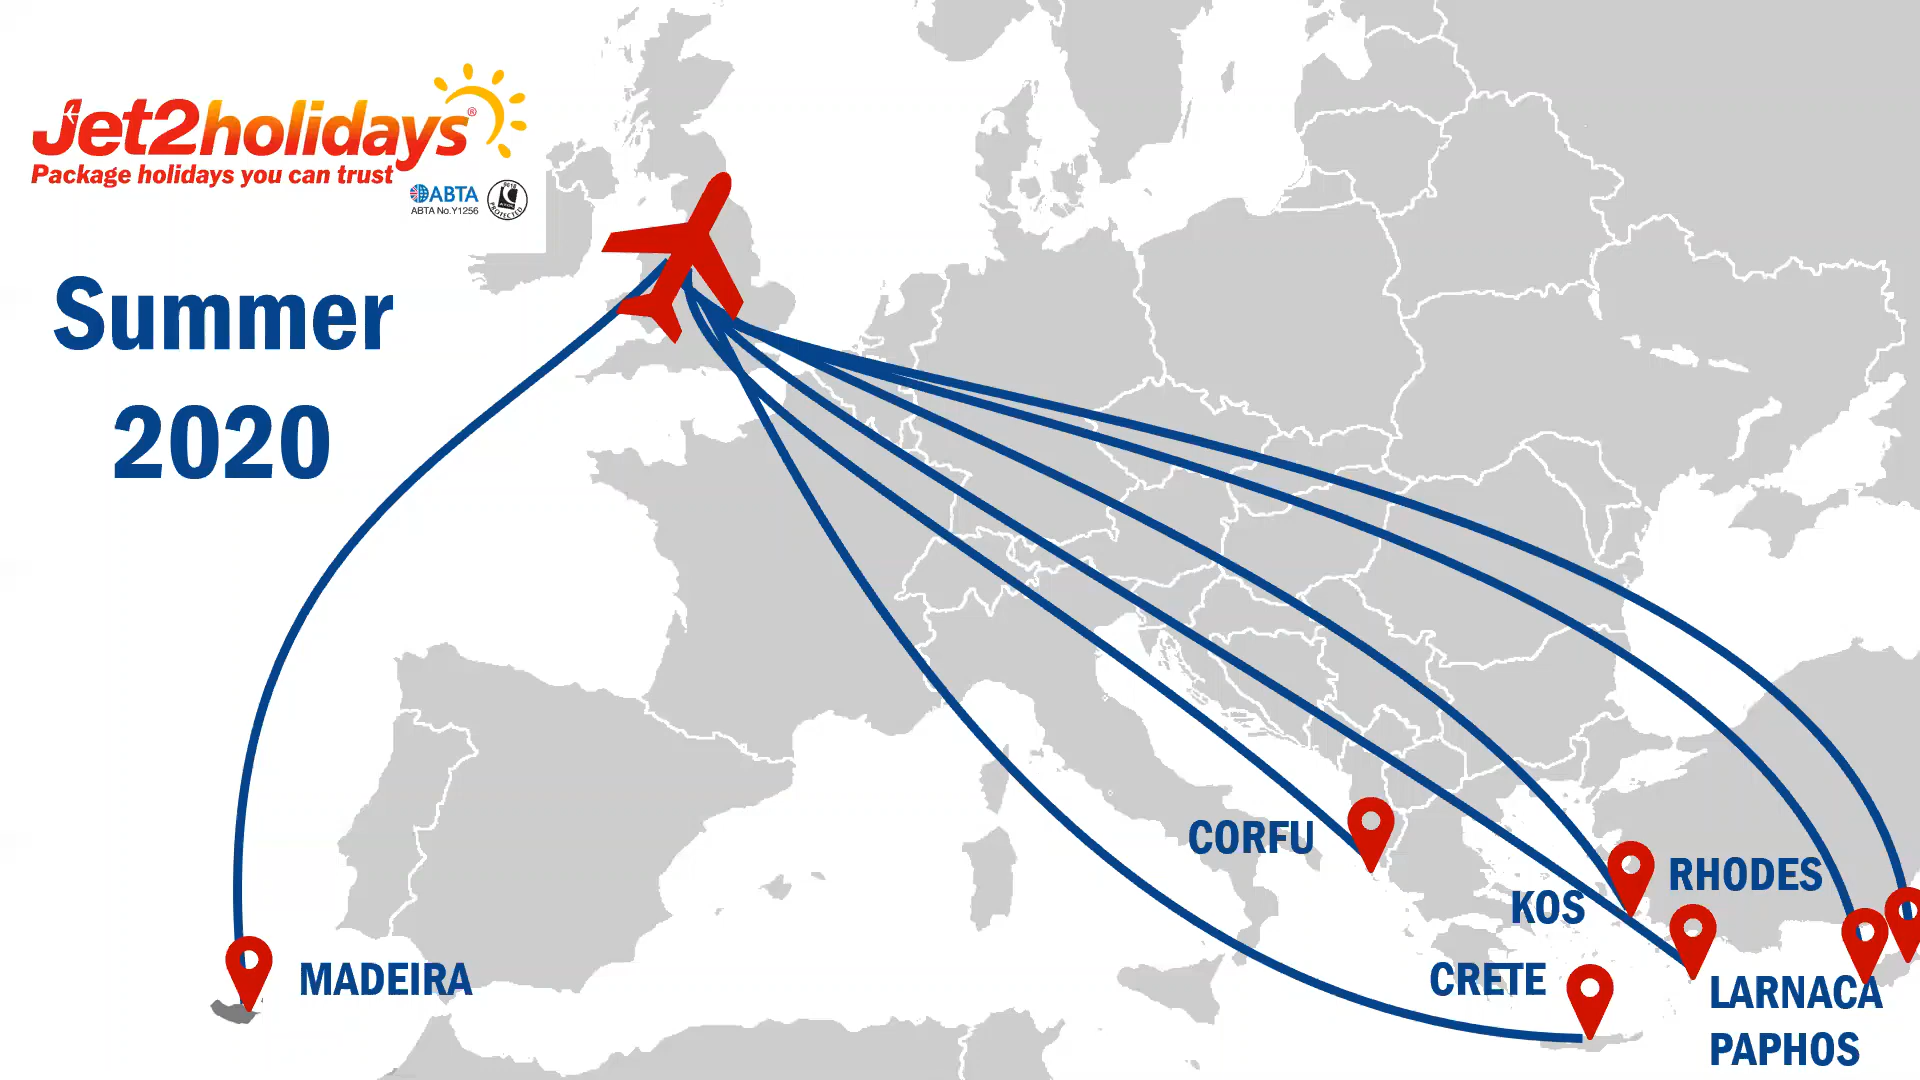 Jet2holidays®
Package holidays you can trust
ABTA
ABTA No.Y1256
PROTECTED
Summer
2020
CORFU
RHODES
KOS
CRETE
MADEIRA
LARNACA
PAPHOS